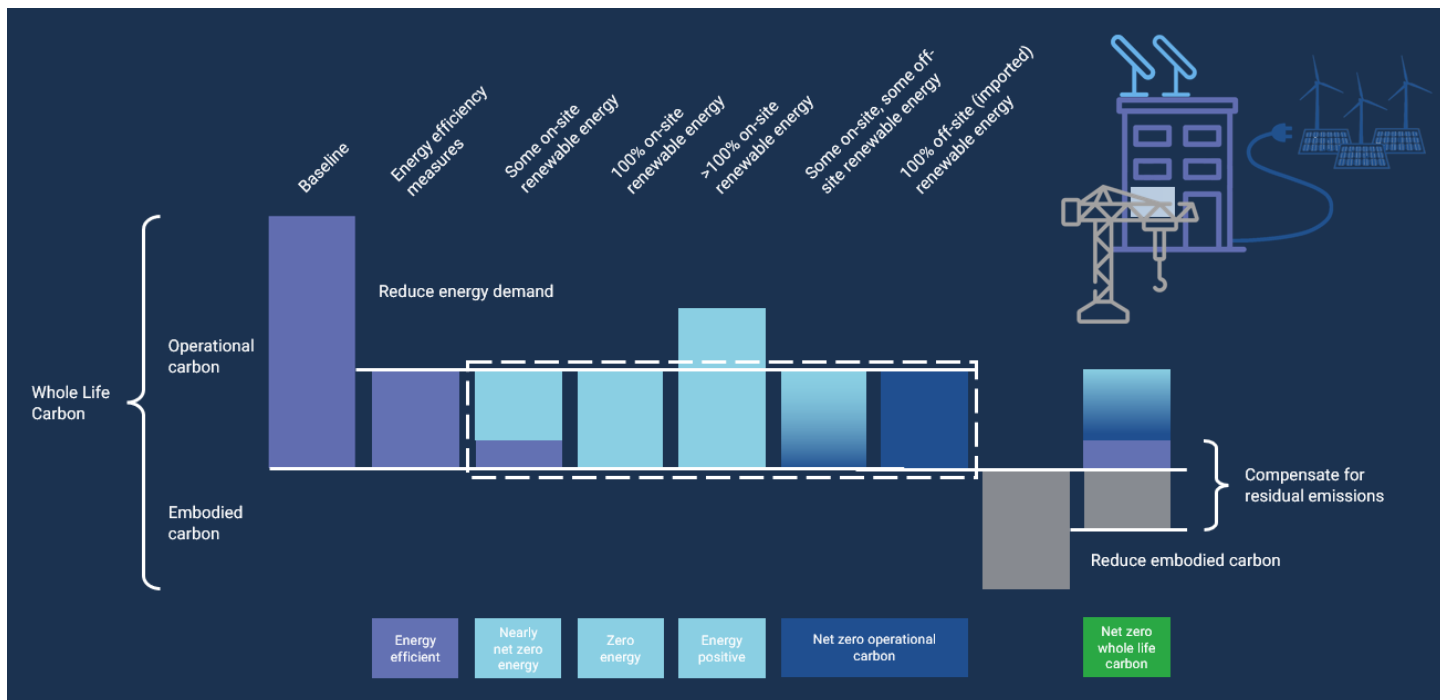 Baseline
Energy efficiency
measures
Some on-site
renewable energy
100% on-site
renewable energy
>100% on-site
renewable energy
Some on-site, some off-
site renewable energy
100% off-site (imported)
renewable energy
Reduce energy demand
Operational
carbon
Whole Life
Carbon
Embodied
carbon
Compensate for
residual emissions
Reduce embodied carbon
Energy
efficient
Nearly
net zero
energy
Zero
energy
Energy
positive
Net zero operational
carbon
Net zero
whole life
carbon